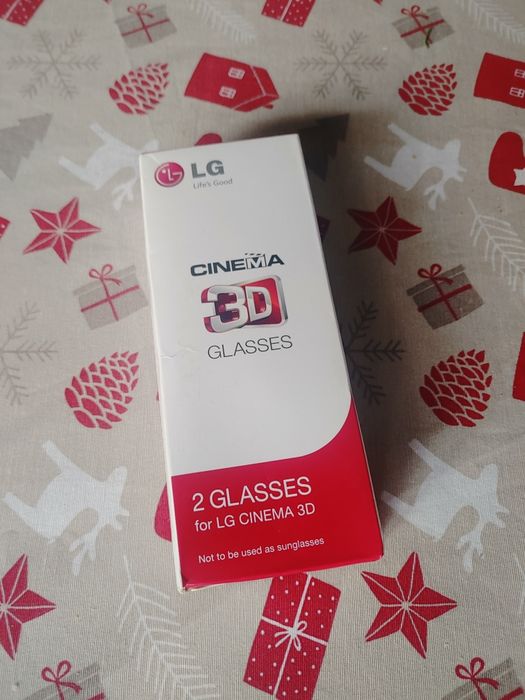 LG
Life's Good
CINEMA
3D
GLASSES
2 GLASSES
for LG CINEMA 3D
Not to be used as sunglasses